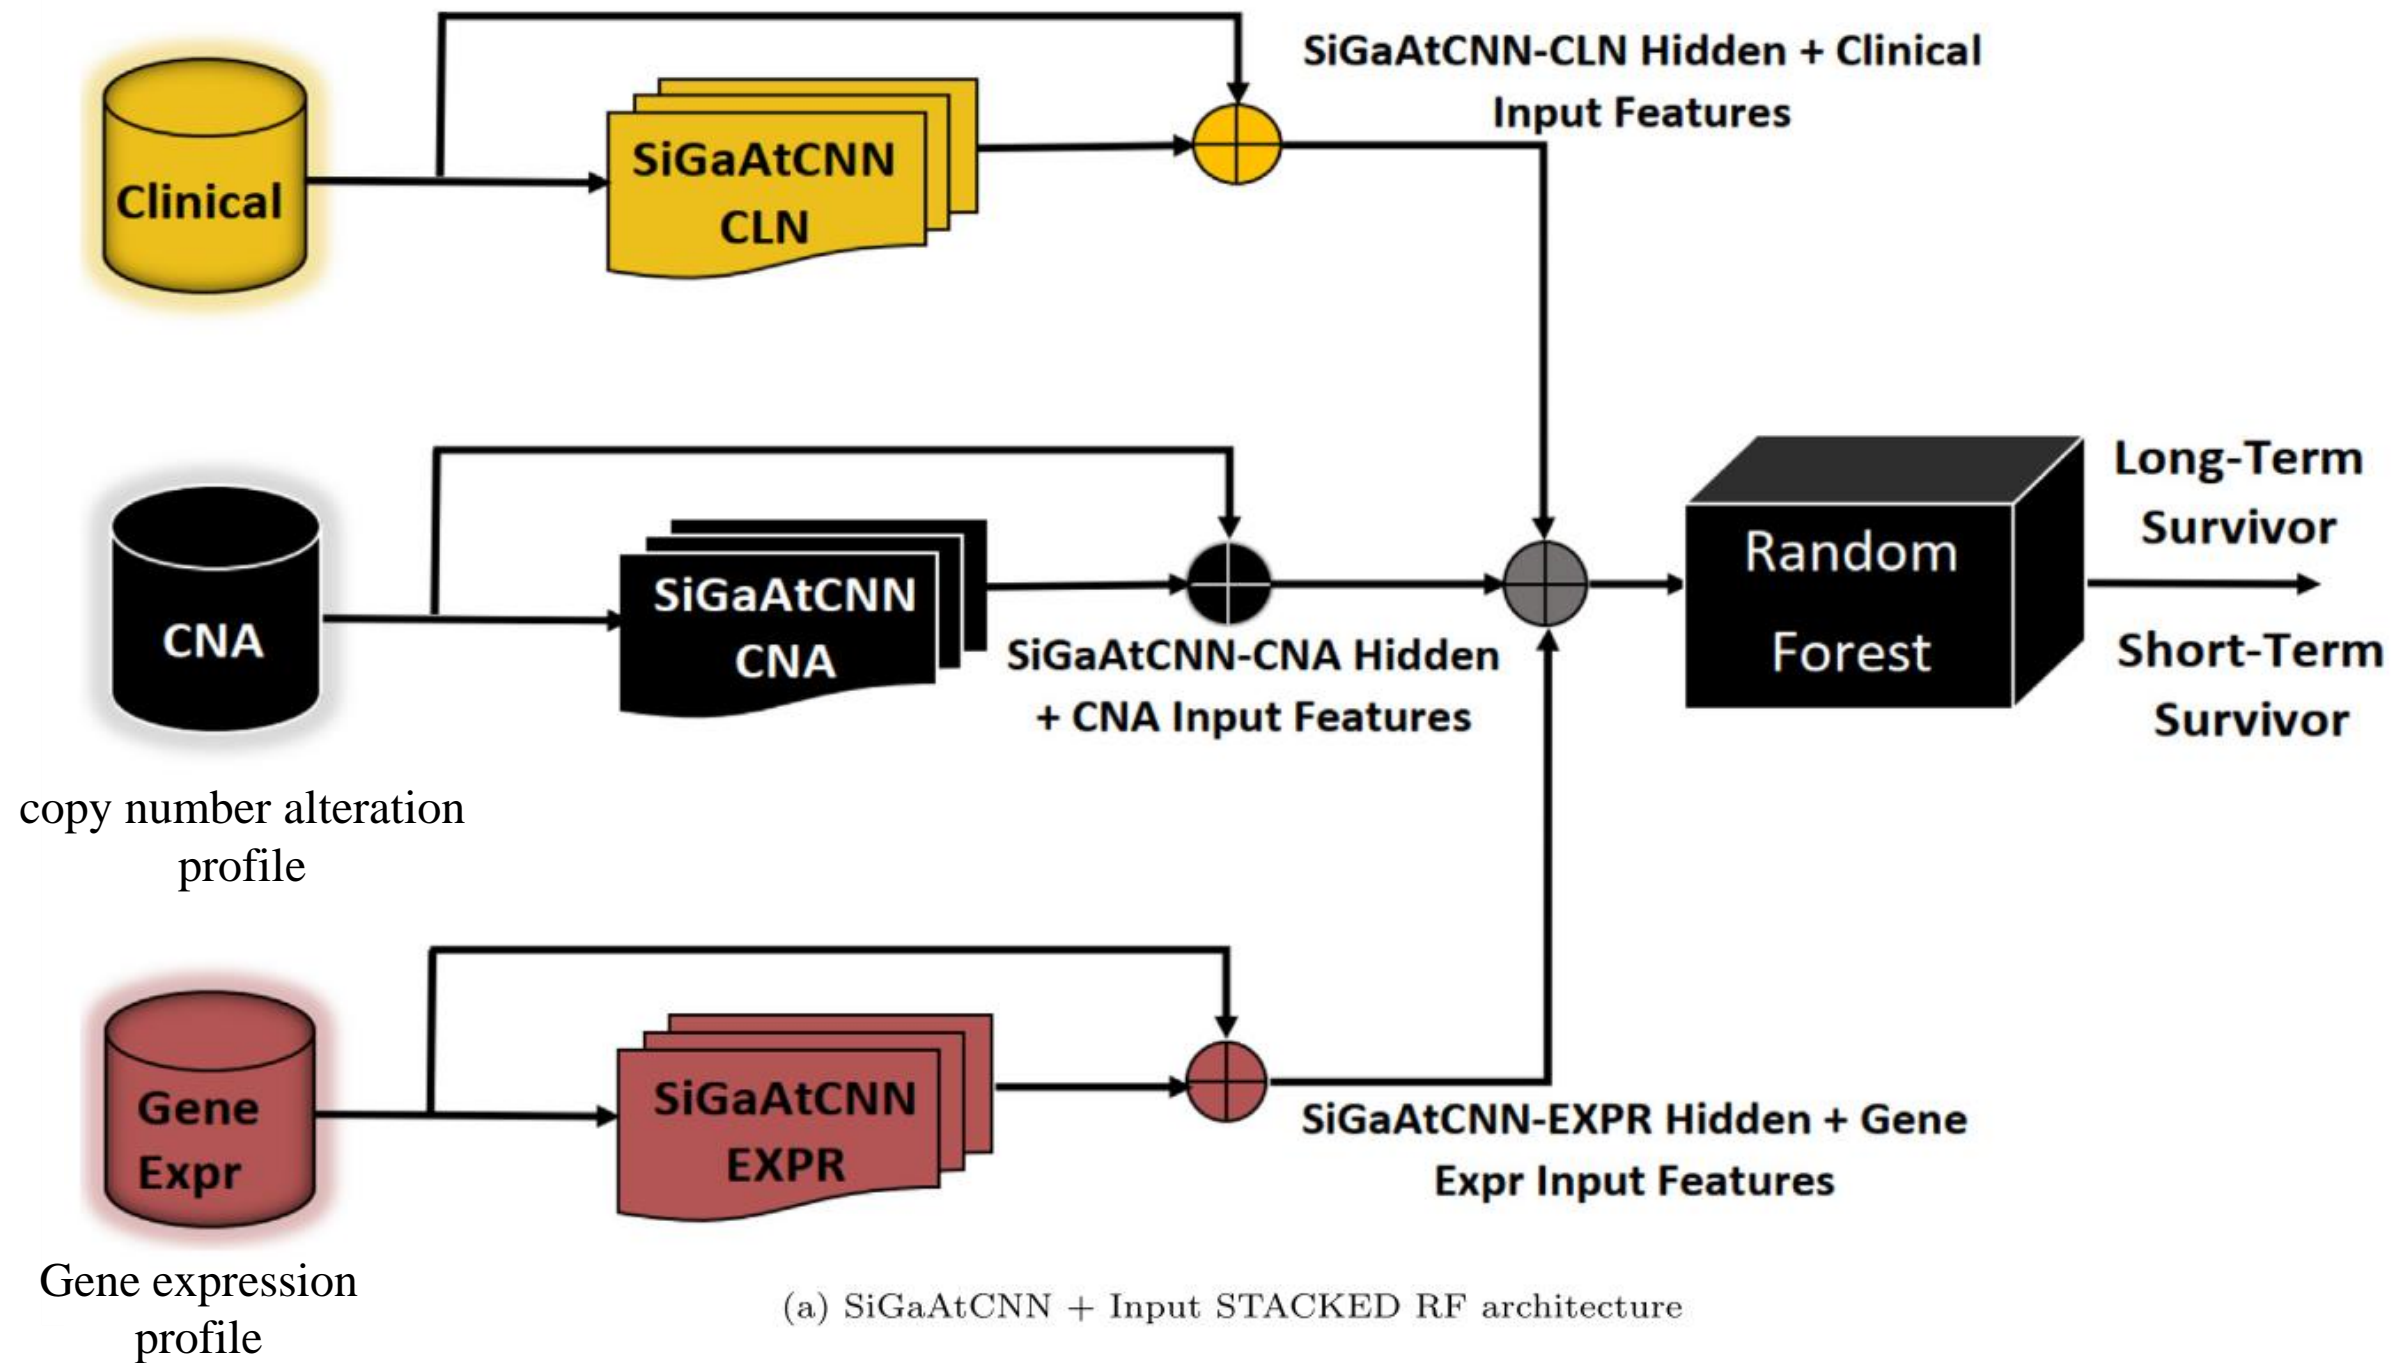 SiGaAtCNN-CLN Hidden + Clinical
Input Features
Clinical
SiGaAtCNN
CLN
CNA
SiGaAtCNN
CNA
SiGaAtCNN-CNA Hidden
+ CNA Input Features
Random
Forest
Long-Term
Survivor
Short-Term
Survivor
copy number alteration
profile
Gene
Expr
SiGaAtCNN
EXPR
SiGaAtCNN-EXPR Hidden + Gene
Expr Input Features
Gene expression
profile
(a) SiGaAtCNN + Input STACKED RF architecture